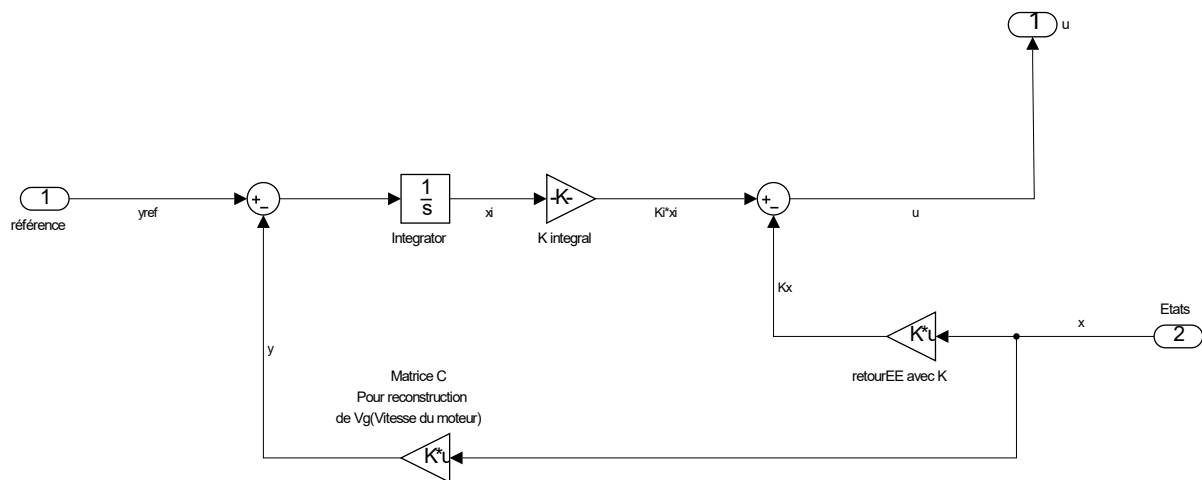 1
u
1
référence
yref
+
−
1
s
Integrator
xi
-K-
K integral
Ki*xi
+
−
u
Kx
Etats
2
x
K*u
retourEE avec K
y
Matrice C
Pour reconstruction
de Vg(Vitesse du moteur)
K*u